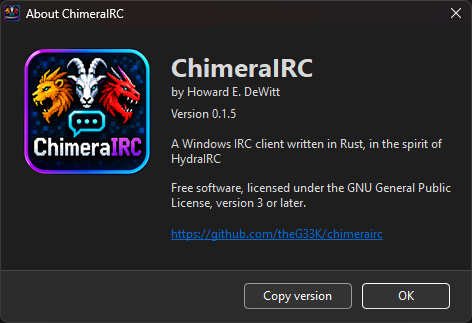 About ChimeraIRC
ChimeraIRC
ChimeraIRC
by Howard E. DeWitt
Version 0.1.5
A Windows IRC client written in Rust, in the spirit of
HydraIRC
Free software, licensed under the GNU General Public
License, version 3 or later.
https://github.com/theG33K/chimerairc
Copy version
OK